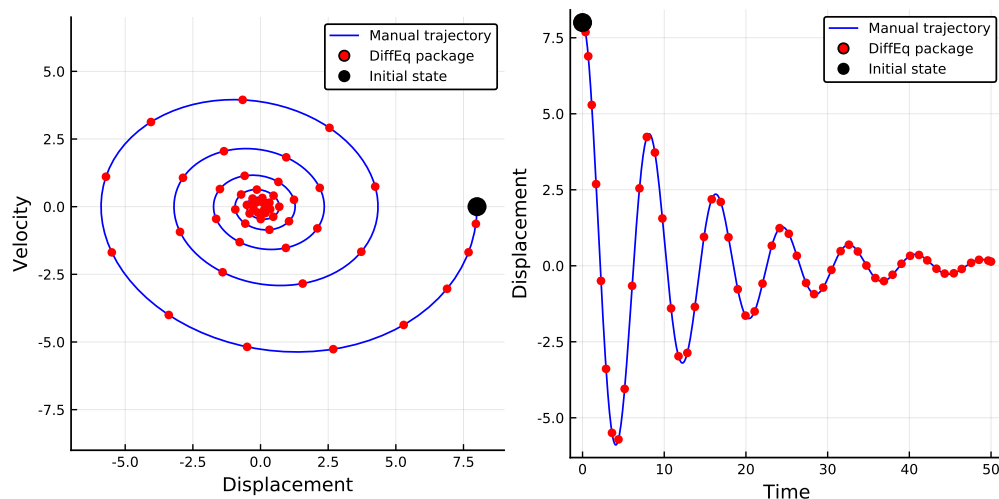 Manual trajectory
DiffEq package
Initial state
5.0
2.5
0.0
-2.5
-5.0
-7.5
Velocity
-5.0 -2.5 0.0 2.5 5.0 7.5
Displacement
Manual trajectory
DiffEq package
Initial state
7.5
5.0
2.5
0.0
-2.5
-5.0
Displacement
0 10 20 30 40 50
Time